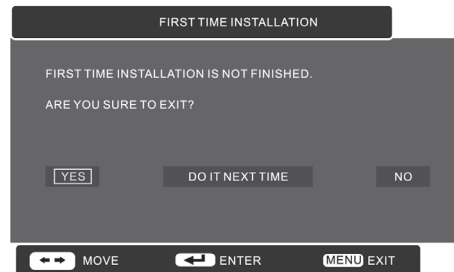 FIRST TIME INSTALLATION
FIRST TIME INSTALLATION IS NOT FINISHED.
ARE YOU SURE TO EXIT?
YES DO IT NEXT TIME NO
MOVE ENTER MENU EXIT